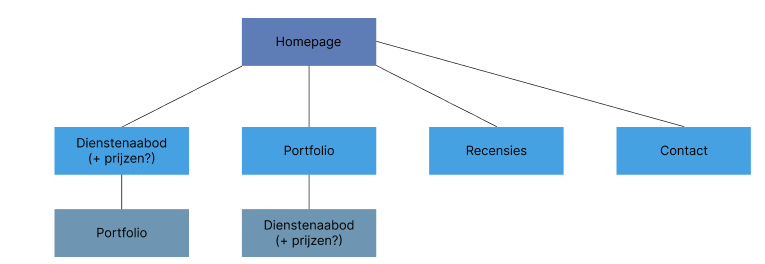 Homepage
Dienstenaabod
(+ prijzen?)
Portfolio
Recensies
Contact
Portfolio
Dienstenaabod
(+ prijzen?)